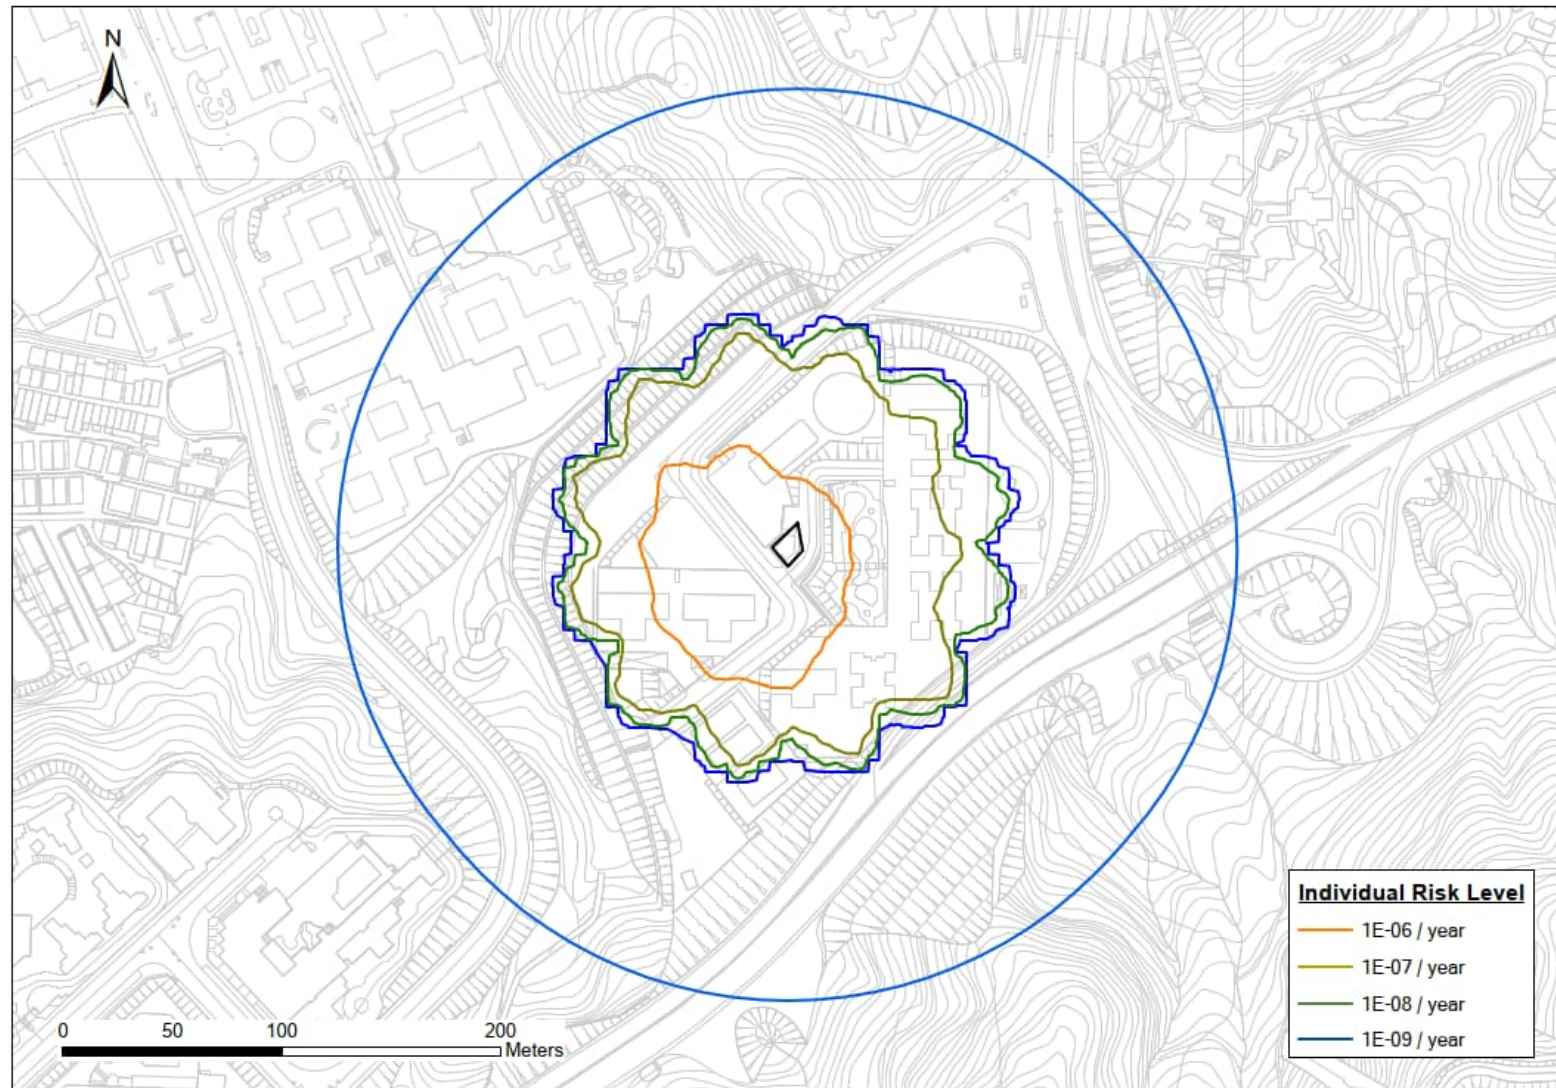 N
Individual Risk Level
1E-06 / year
1E-07 / year
1E-08 / year
1E-09 / year
0 50 100 200
Meters